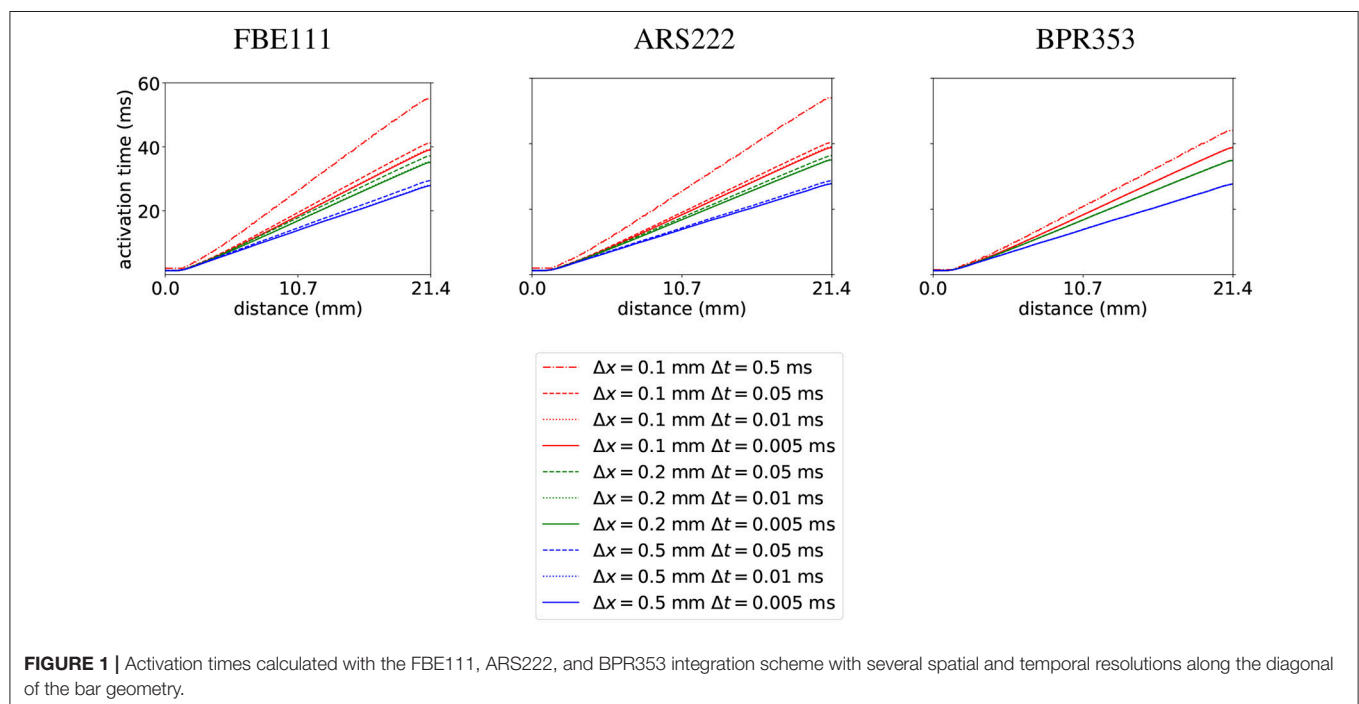 FBE111
ARS222
BPR353
activation time (ms)
60
40
20
0.0 10.7 21.4
distance (mm)
0.0 10.7 21.4
distance (mm)
0.0 10.7 21.4
distance (mm)
Δx = 0.1 mm Δt = 0.5 ms
Δx = 0.1 mm Δt = 0.05 ms
Δx = 0.1 mm Δt = 0.01 ms
Δx = 0.1 mm Δt = 0.005 ms
Δx = 0.2 mm Δt = 0.05 ms
Δx = 0.2 mm Δt = 0.01 ms
Δx = 0.2 mm Δt = 0.005 ms
Δx = 0.5 mm Δt = 0.05 ms
Δx = 0.5 mm Δt = 0.01 ms
Δx = 0.5 mm Δt = 0.005 ms
FIGURE 1 | Activation times calculated with the FBE111, ARS222, and BPR353 integration scheme with several spatial and temporal resolutions along the diagonal
of the bar geometry.